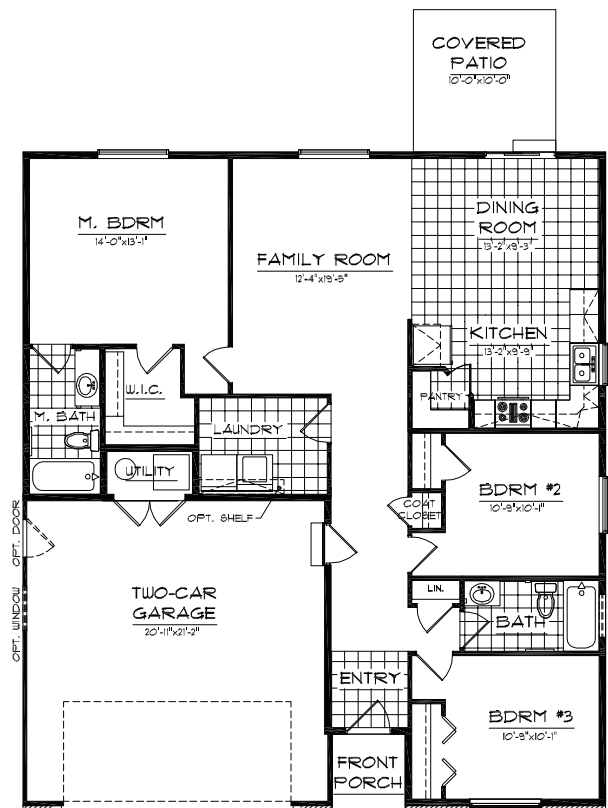 COVERED
PATIO
10'-0"x10'-0"
M. BDRM
14'-0"x13'-1"
FAMILY ROOM
12'-4"x19'-5"
DINING
ROOM
13'-2"x9'-3"
KITCHEN
13'-2"x9'-9"
PANTRY
M. BATH
W.I.C.
LAUNDRY
UTILITY
OPT. SHELF
COAT
CLOSET
BDRM #2
10'-9"x10'-1"
OPT. DOOR
OPT. WINDOW
TWO-CAR
GARAGE
20'-11"x21'-2"
LIN.
BATH
ENTRY
BDRM #3
10'-9"x10'-1"
FRONT
PORCH